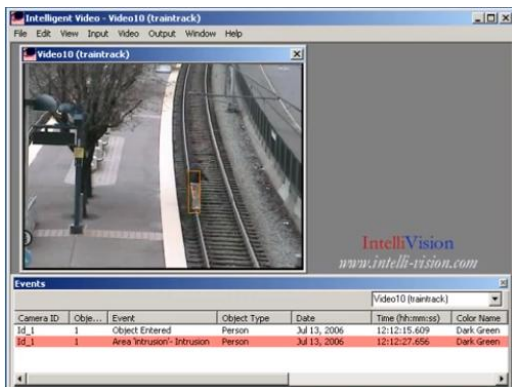 Intelligent Video - Video10 (traintrack)
File Edit View Input Video Output Window Help
Video10 (traintrack)
IntelliVision
www.intelli-vision.com
Events
Video10 (traintrack)
Camera ID Obje... Event Object Type Date Time (hh:mm:ss) Color Name
Id_1 1 Object Entered Person Jul 13, 2006 12:12:15.609 Dark Green
Id_1 1 Area 'intrusion'- Intrusion Person Jul 13, 2006 12:12:27.656 Dark Green